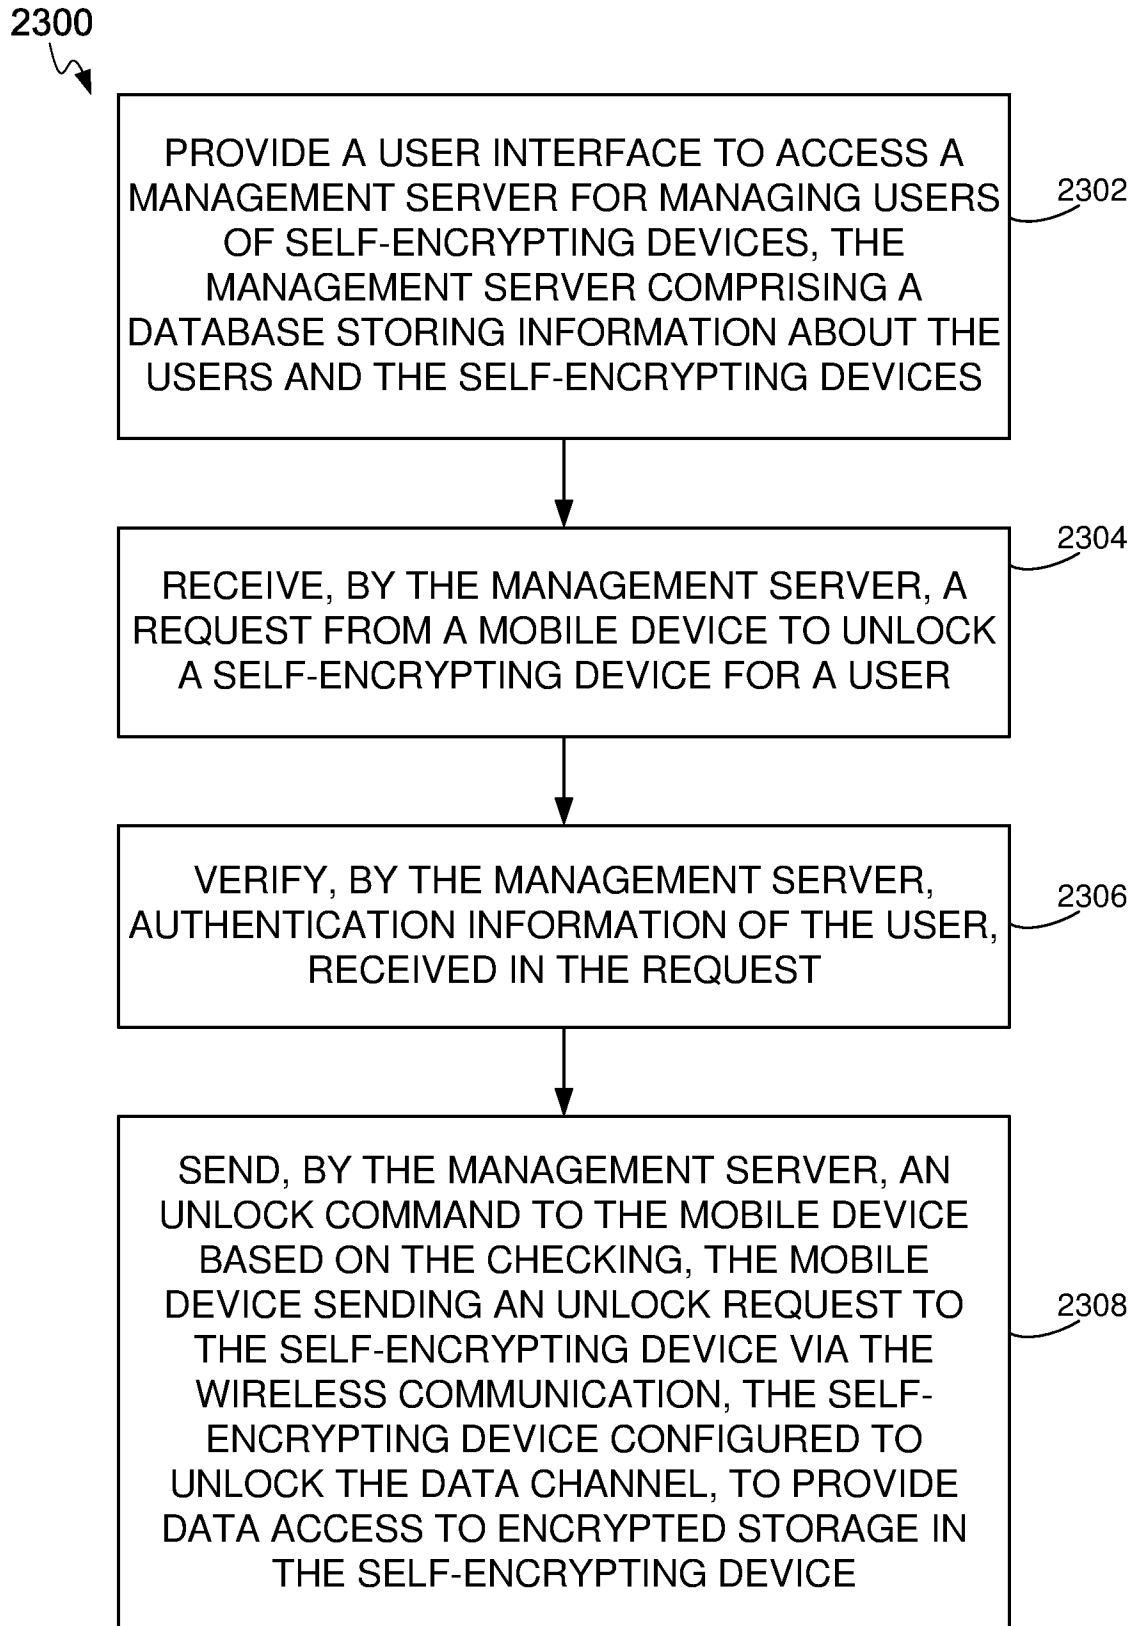 2300
PROVIDE A USER INTERFACE TO ACCESS A
MANAGEMENT SERVER FOR MANAGING USERS
OF SELF-ENCRYPTING DEVICES, THE
MANAGEMENT SERVER COMPRISING A
DATABASE STORING INFORMATION ABOUT THE
USERS AND THE SELF-ENCRYPTING DEVICES
2302
RECEIVE, BY THE MANAGEMENT SERVER, A
REQUEST FROM A MOBILE DEVICE TO UNLOCK
A SELF-ENCRYPTING DEVICE FOR A USER
2304
VERIFY, BY THE MANAGEMENT SERVER,
AUTHENTICATION INFORMATION OF THE USER,
RECEIVED IN THE REQUEST
2306
SEND, BY THE MANAGEMENT SERVER, AN
UNLOCK COMMAND TO THE MOBILE DEVICE
BASED ON THE CHECKING, THE MOBILE
DEVICE SENDING AN UNLOCK REQUEST TO
THE SELF-ENCRYPTING DEVICE VIA THE
WIRELESS COMMUNICATION, THE SELF-
ENCRYPTING DEVICE CONFIGURED TO
UNLOCK THE DATA CHANNEL, TO PROVIDE
DATA ACCESS TO ENCRYPTED STORAGE IN
THE SELF-ENCRYPTING DEVICE
2308